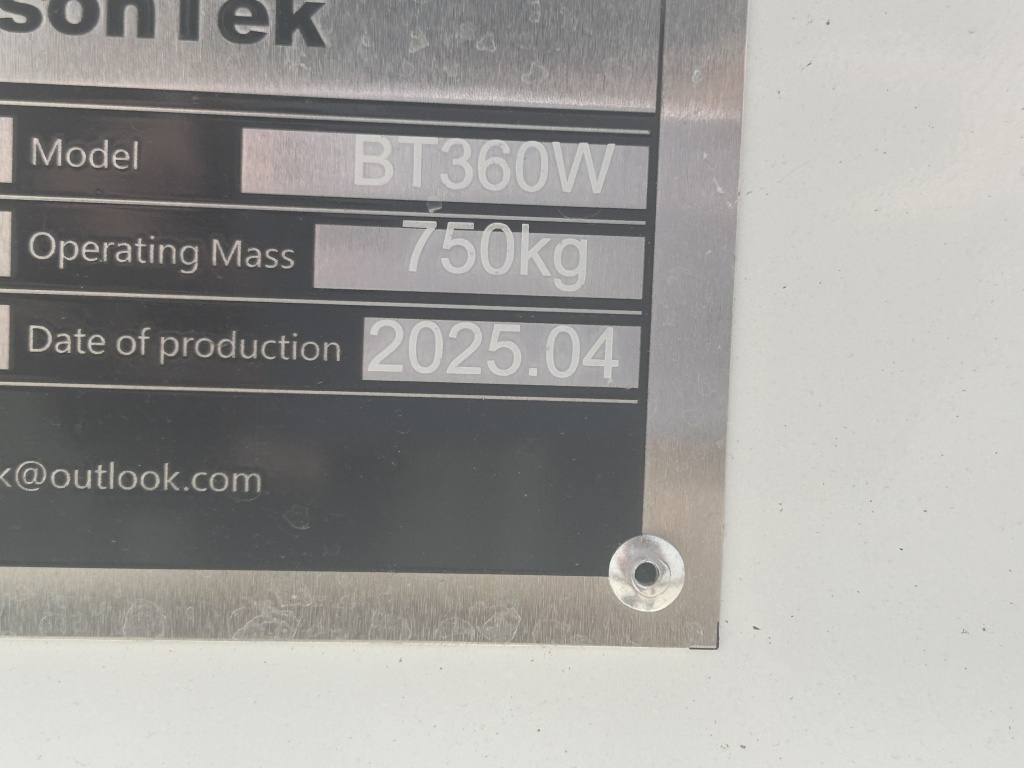 sonTek
Model BT360W
Operating Mass 750kg
Date of production 2025.04
k@outlook.com